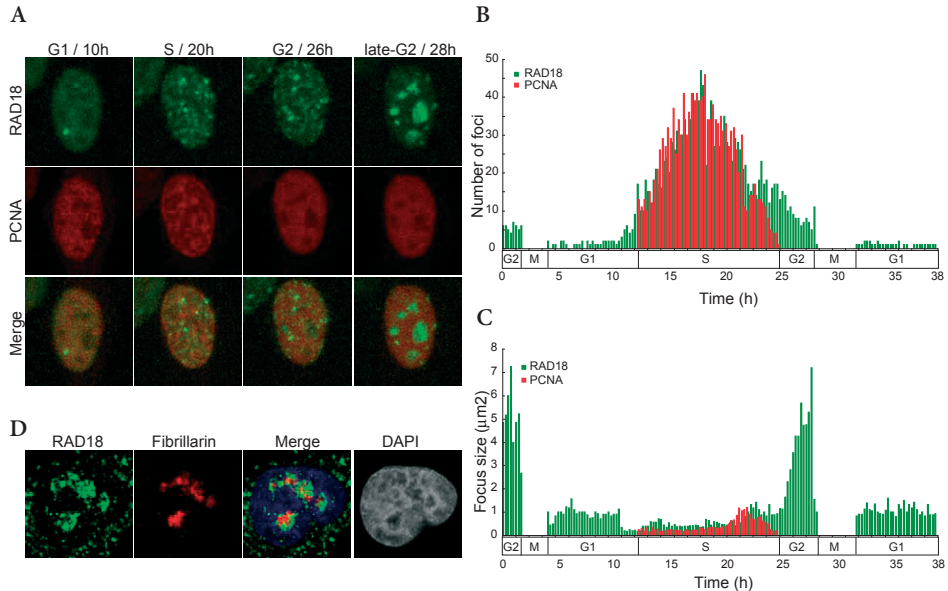 A
G1 / 10h S / 20h G2 / 26h late-G2 / 28h
RAD18
PCNA
Merge
B
50
40
30
20
10
0
Number of foci
RAD18
PCNA
G2 M G1 S G2 M G1
5 10 15 20 25 30 35 38
Time (h)
C
8
7
6
5
4
3
2
1
0
Focus size (μm2)
RAD18
PCNA
G2 M G1 S G2 M G1
0 5 10 15 20 25 30 35 38
Time (h)
D
RAD18 Fibrillarin Merge DAPI